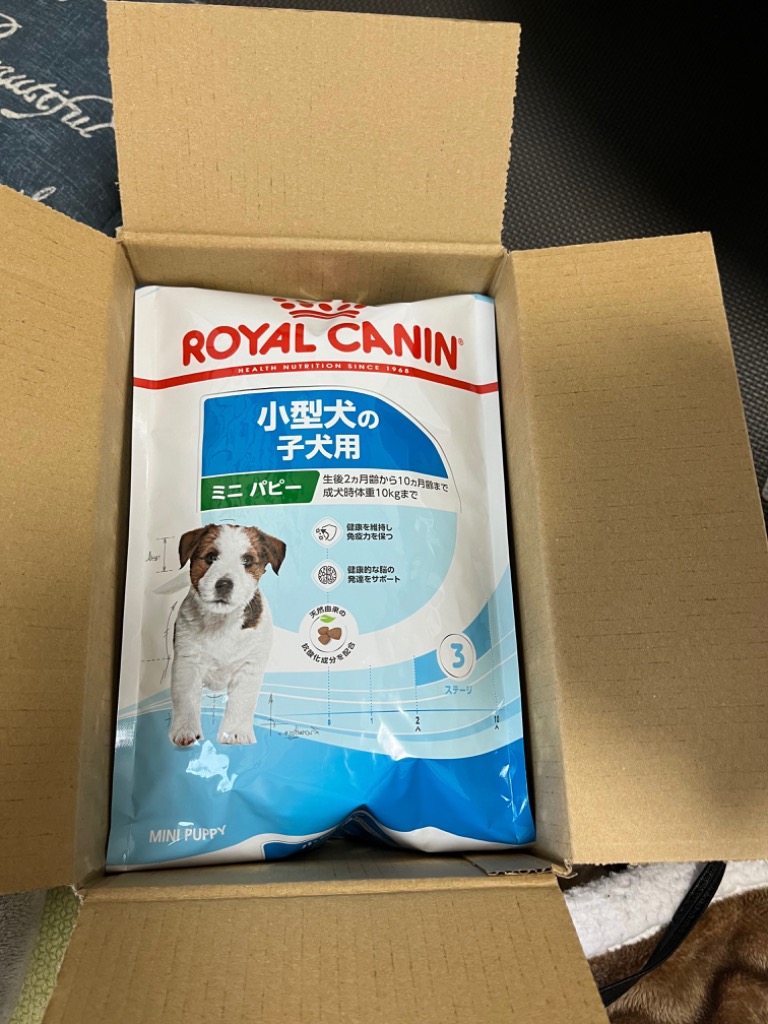 Beautiful
ROYAL CANIN®
HEALTH NUTRITION SINCE 1968
小型犬の
子犬用
ミニ パピー
生後2ヵ月齢から10ヵ月齢まで
成犬時体重10kgまで
健康を維持し
免疫力を保つ
健康的な脳の
発達をサポート
天然由来の
抗酸化成分を配合
3
ステージ
2
10
MINI PUPPY